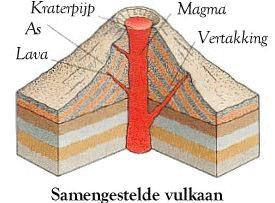 Kraterpijp
Magma
As
Vertakking
Lava
Samengestelde vulkaan